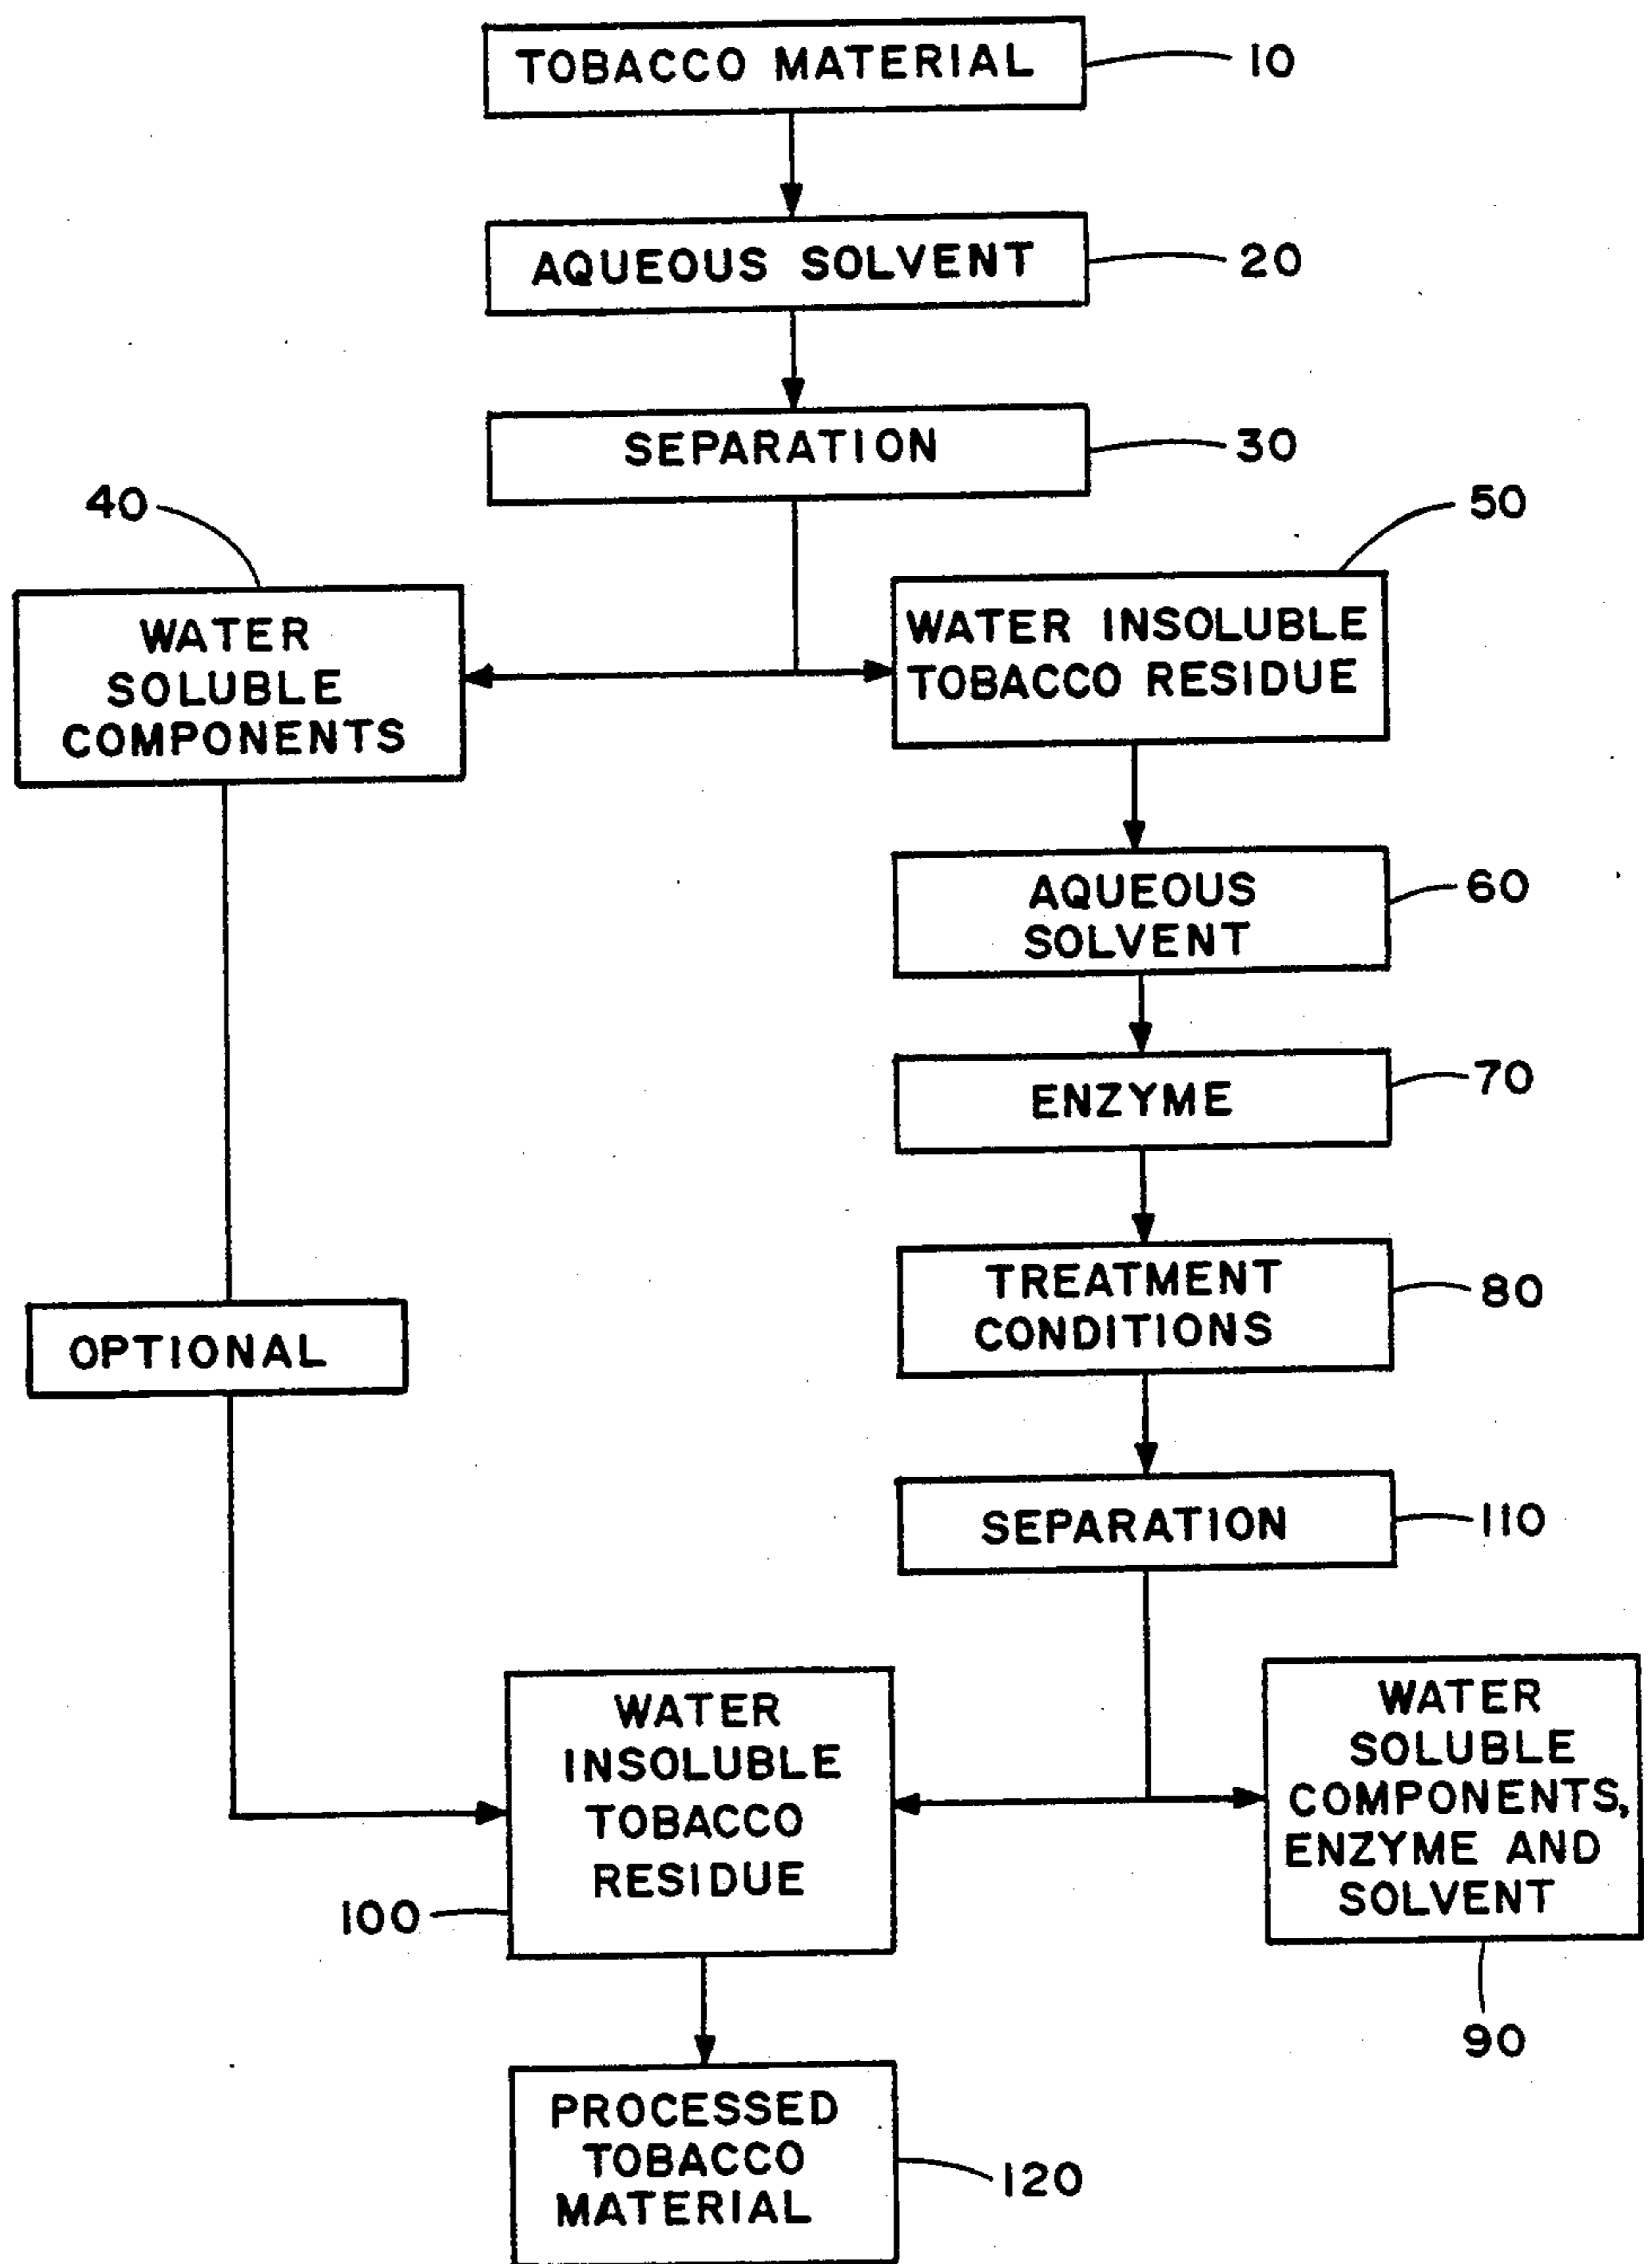 TOBACCO MATERIAL
10
AQUEOUS SOLVENT
20
SEPARATION
30
40
50
WATER
SOLUBLE
COMPONENTS
WATER INSOLUBLE
TOBACCO RESIDUE
AQUEOUS
SOLVENT
60
ENZYME
70
TREATMENT
CONDITIONS
80
OPTIONAL
SEPARATION
110
WATER
INSOLUBLE
TOBACCO
RESIDUE
100
WATER
SOLUBLE
COMPONENTS,
ENZYME AND
SOLVENT
90
PROCESSED
TOBACCO
MATERIAL
120